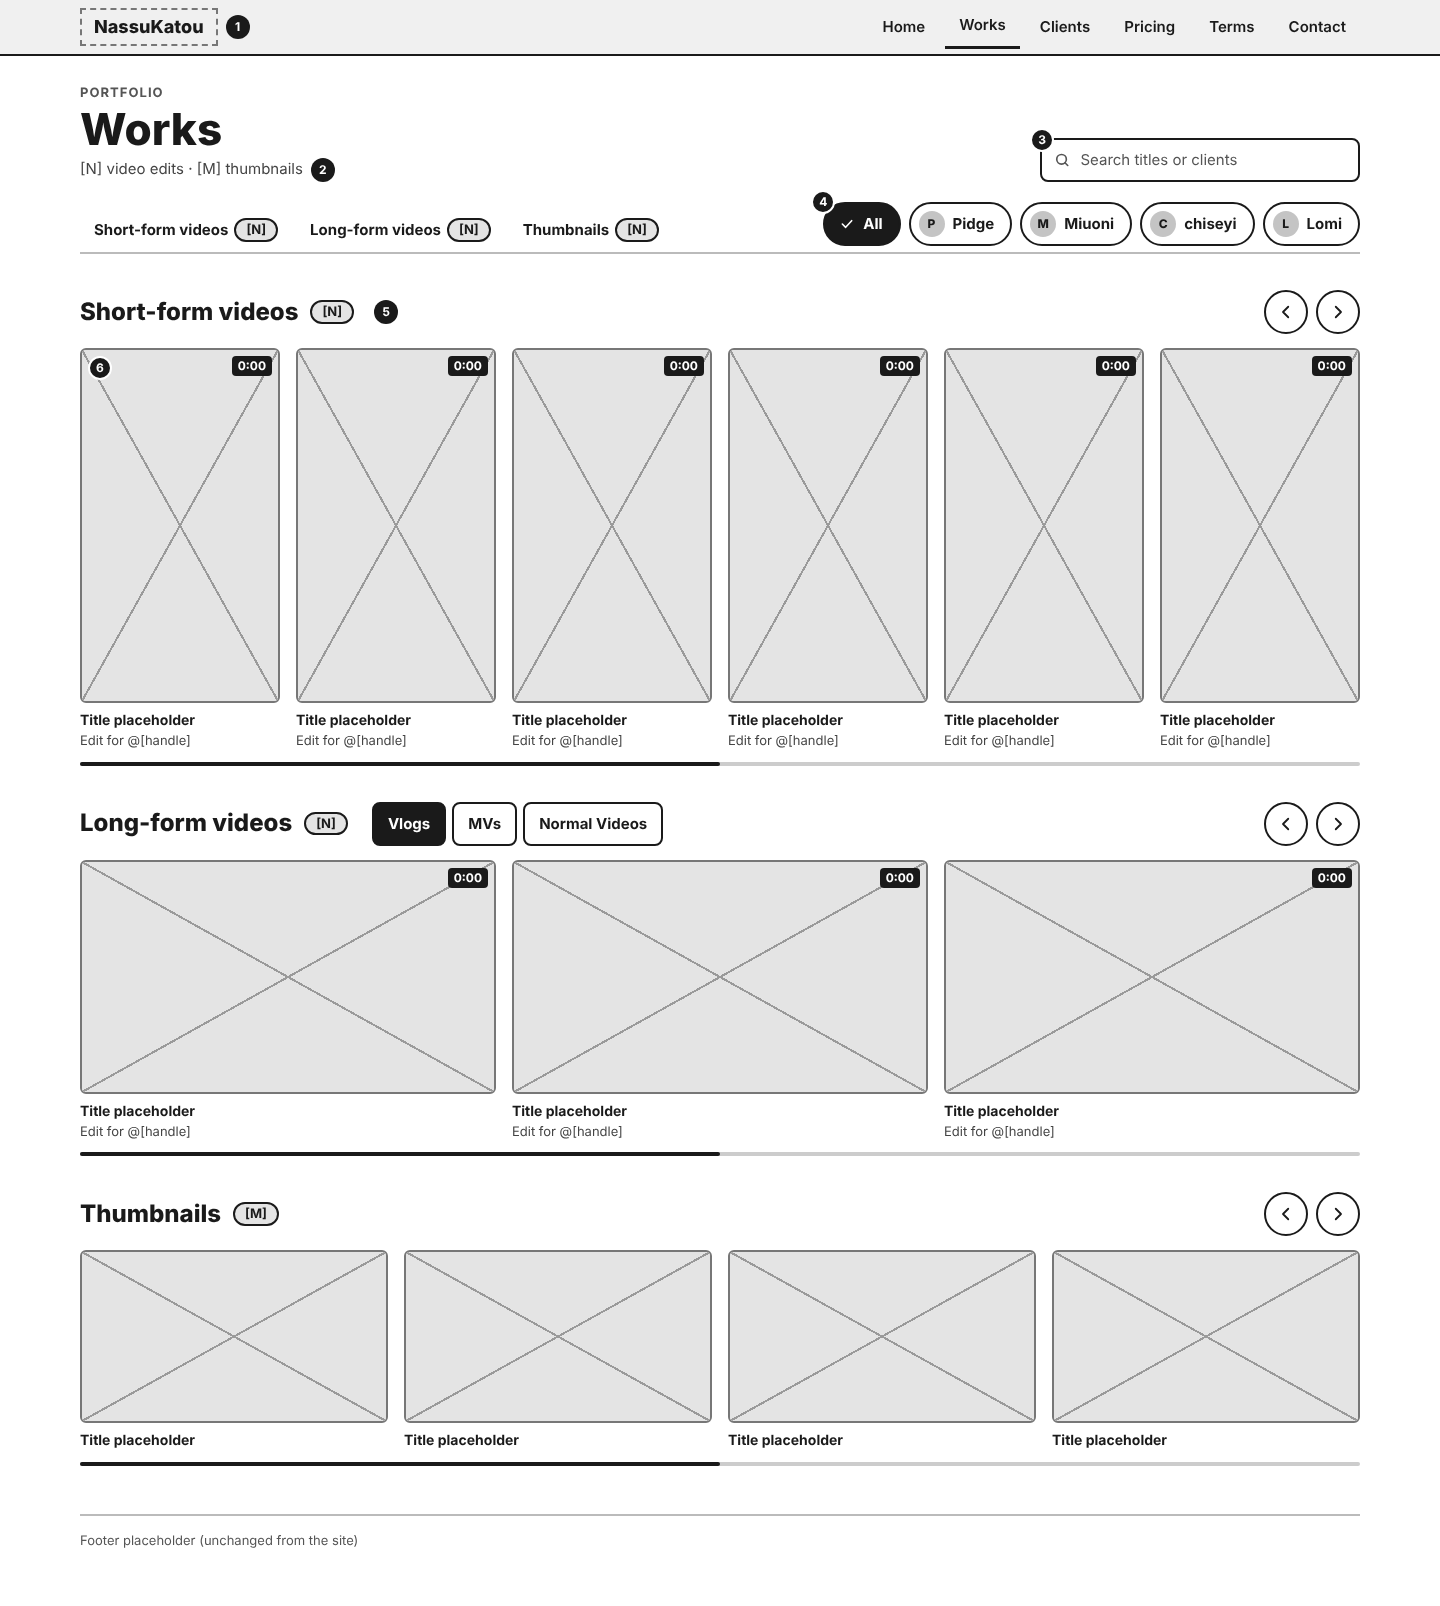 NassuKatou 1 Home Works Clients Pricing Terms Contact
PORTFOLIO
Works
[N] video edits · [M] thumbnails 2
3 Search titles or clients
Short-form videos [N] Long-form videos [N] Thumbnails [N]
4 All P Pidge M Miuoni C chiseyi L Lomi
Short-form videos [N] 5
6 0:00 0:00 0:00 0:00 0:00 0:00
Title placeholder Title placeholder Title placeholder Title placeholder Title placeholder Title placeholder
Edit for @[handle] Edit for @[handle] Edit for @[handle] Edit for @[handle] Edit for @[handle] Edit for @[handle]
Long-form videos [N] Vlogs MVs Normal Videos
0:00 0:00 0:00
Title placeholder Title placeholder Title placeholder
Edit for @[handle] Edit for @[handle] Edit for @[handle]
Thumbnails [M]
Title placeholder Title placeholder Title placeholder Title placeholder
Footer placeholder (unchanged from the site)